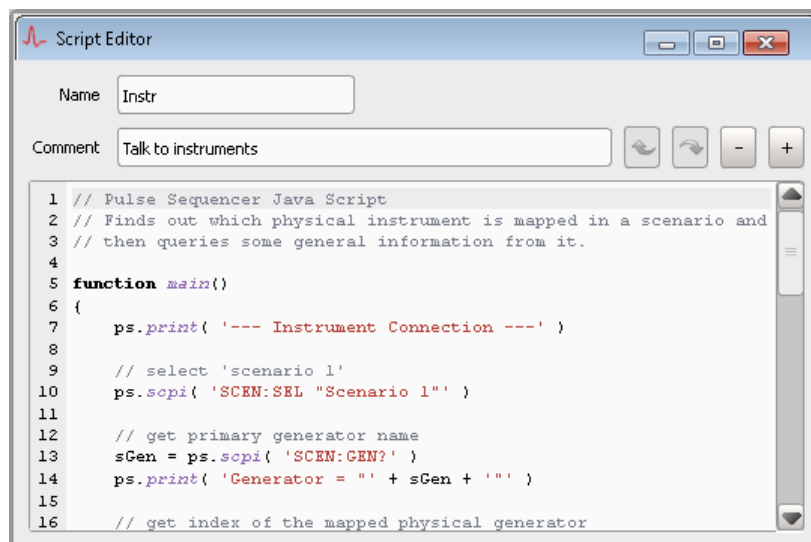 Script Editor
Name Instr
Comment Talk to instruments - +
1 // Pulse Sequencer Java Script
2 // Finds out which physical instrument is mapped in a scenario and
3 // then queries some general information from it.
4
5 function main()
6 {
7 ps.print( '--- Instrument Connection ---' )
8
9 // select 'scenario 1'
10 ps.scpi( 'SCEN:SEL "Scenario 1"' )
11
12 // get primary generator name
13 sGen = ps.scpi( 'SCEN:GEN?' )
14 ps.print( 'Generator = "' + sGen + '"' )
15
16 // get index of the mapped physical generator